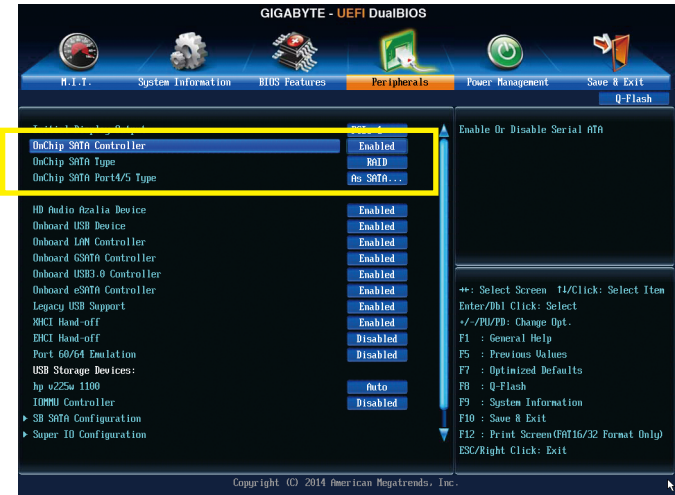 GIGABYTE - UEFI DualBIOS
M.I.T. System Information BIOS Features Peripherals Power Management Save & Exit
Q-Flash
Initial Display Output
Enable Or Disable Serial ATA
OnChip SATA Controller Enabled
OnChip SATA Type RAID
OnChip SATA Port4/5 Type As SATA...
HD Audio Azalia Device Enabled
Onboard USB Device Enabled
Onboard LAN Controller Enabled
Onboard GSATA Controller Enabled
Onboard USB3.0 Controller Enabled
Onboard eSATA Controller Enabled
Legacy USB Support Enabled
XHCI Hand-off Enabled
EHCI Hand-off Disabled
Port 60/64 Emulation Disabled
USB Storage Devices:
hp v225w 1100 Auto
IOMMU Controller Disabled
SB SATA Configuration
Super IO Configuration
→←: Select Screen ↑↓/Click: Select Item
Enter/Dbl Click: Select
+/-/PU/PD: Change Opt.
F1 : General Help
F5 : Previous Values
F7 : Optimized Defaults
F8 : Q-Flash
F9 : System Information
F10 : Save & Exit
F12 : Print Screen(FAT16/32 Format Only)
ESC/Right Click: Exit
Copyright (C) 2014 American Megatrends, Inc.